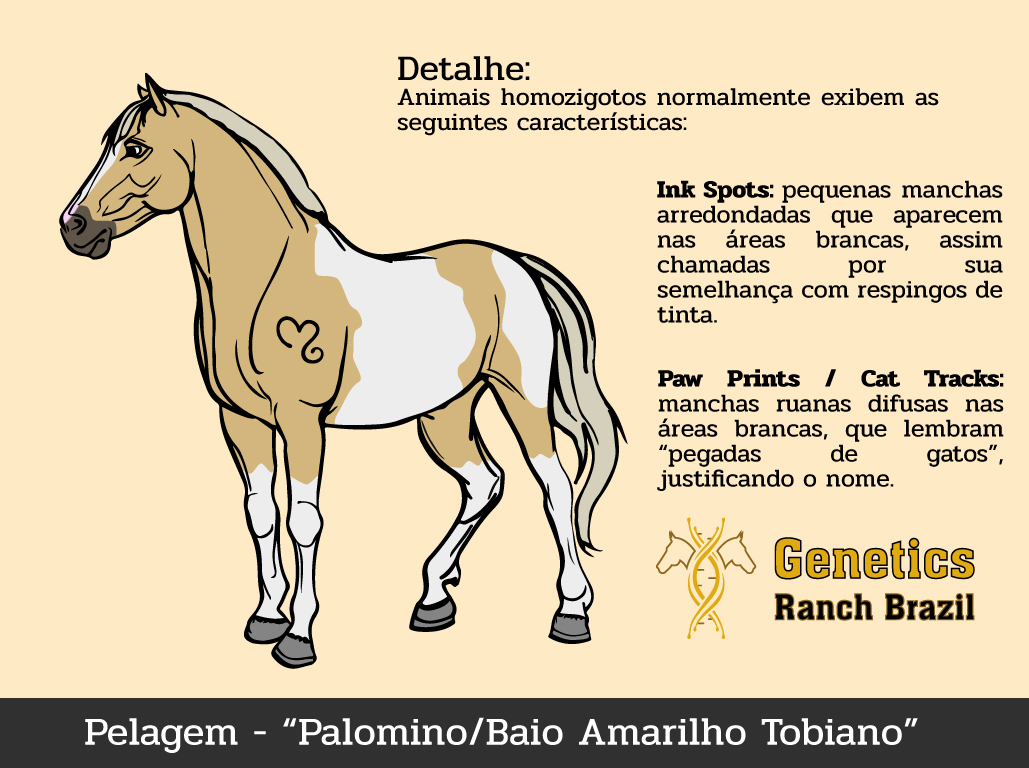 Detalhe:
Animais homozigotos normalmente exibem as
seguintes características:
Ink Spots: pequenas manchas
arredondadas que aparecem
nas áreas brancas, assim
chamadas por sua
semelhança com respingos de
tinta.
Paw Prints / Cat Tracks:
manchas ruanas difusas nas
áreas brancas, que lembram
“pegadas de gatos”,
justificando o nome.
Genetics
Ranch Brazil
Pelagem - “Palomino/Baio Amarilho Tobiano”